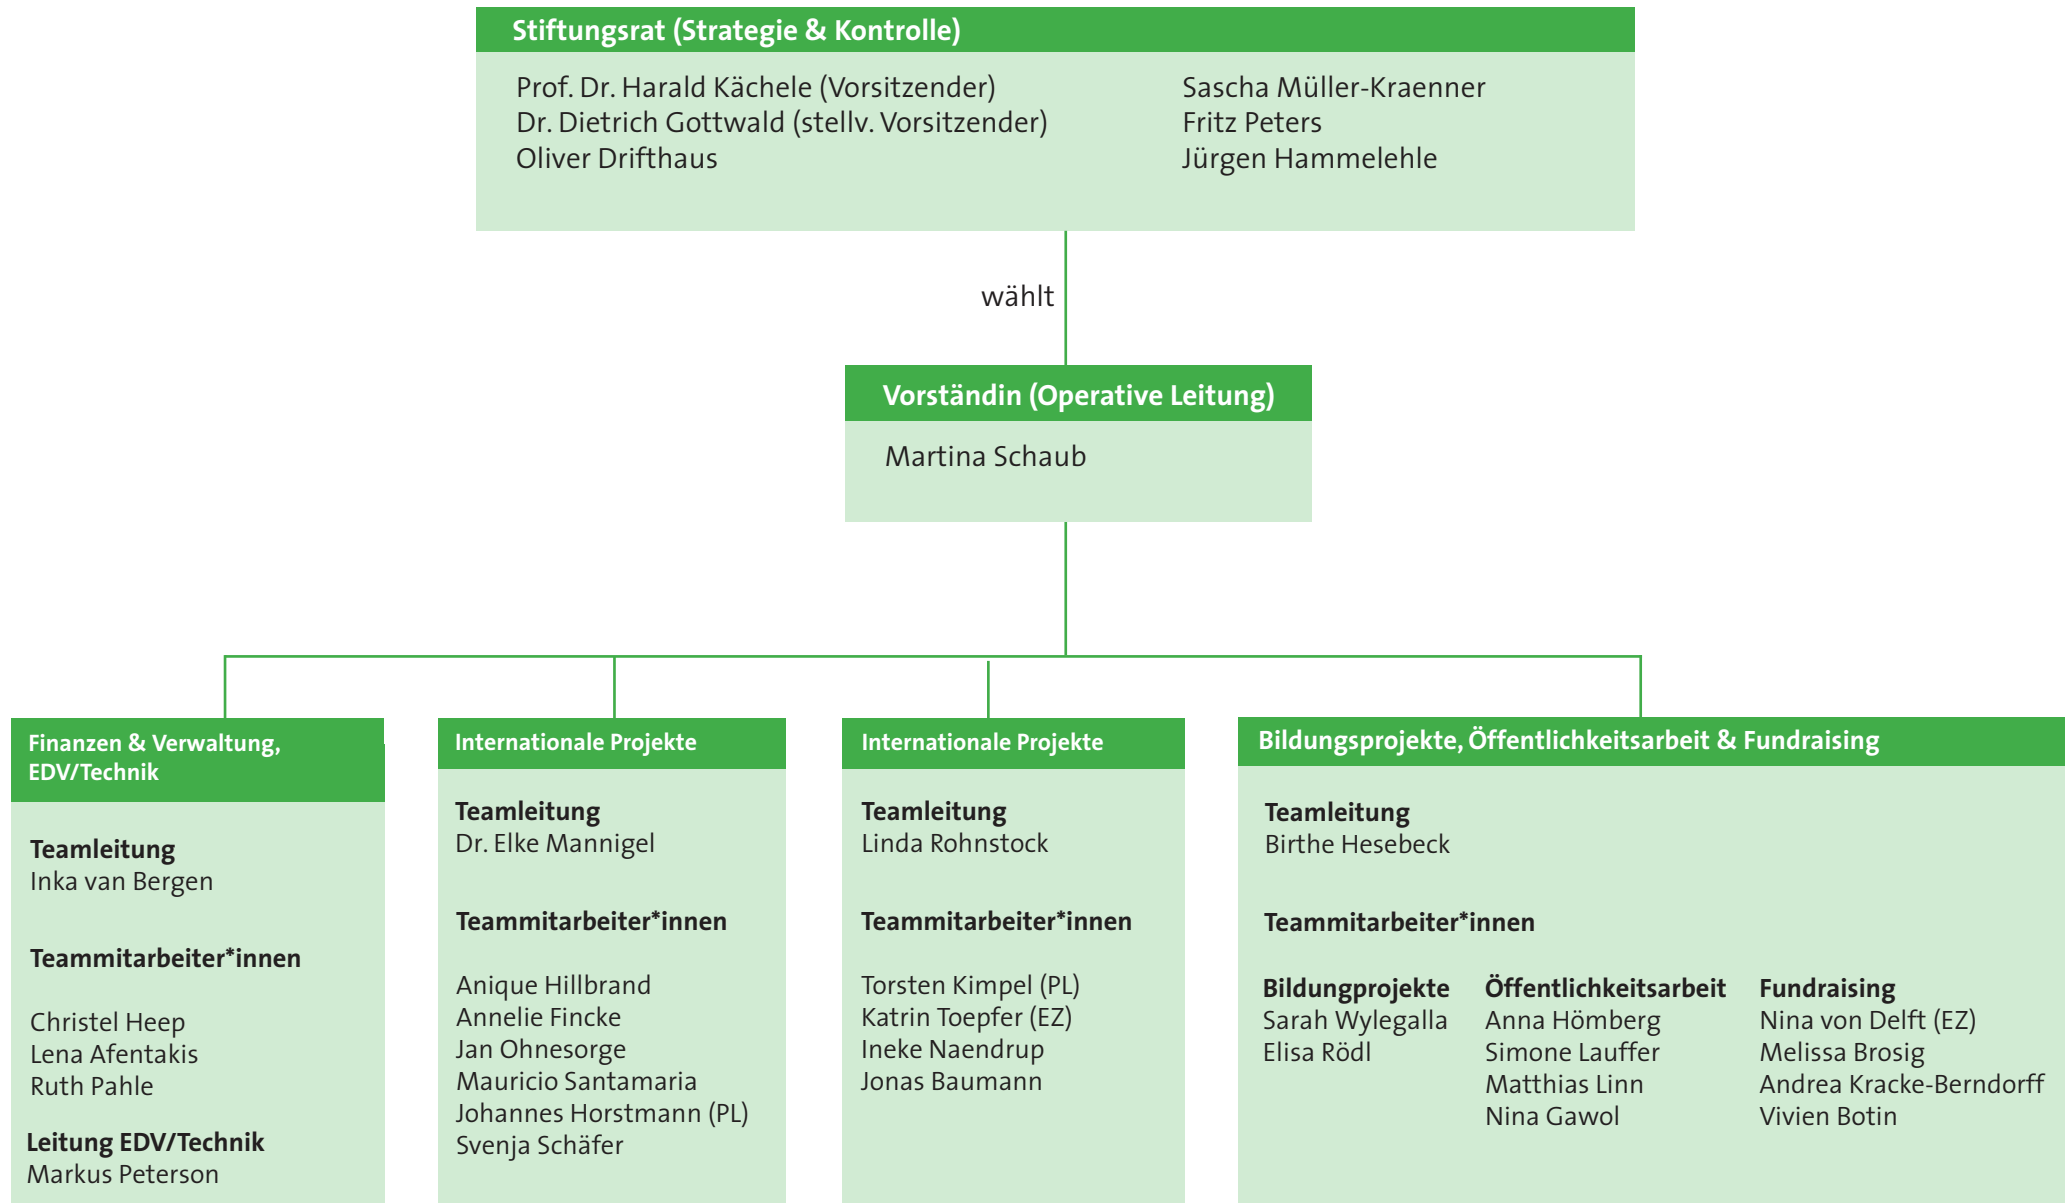 Stiftungsrat (Strategie & Kontrolle)
Prof. Dr. Harald Kächele (Vorsitzender)
Dr. Dietrich Gottwald (stellv. Vorsitzender)
Oliver Drifthaus
Sascha Müller-Kraenner
Fritz Peters
Jürgen Hammelehle
wählt
Vorständin (Operative Leitung)
Martina Schaub
Finanzen & Verwaltung,
EDV/Technik
Teamleitung
Inka van Bergen
Teammitarbeiter*innen
Christel Heep
Lena Afentakis
Ruth Pahle
Leitung EDV/Technik
Markus Peterson
Internationale Projekte
Teamleitung
Dr. Elke Mannigel
Teammitarbeiter*innen
Anique Hillbrand
Annelie Fincke
Jan Ohnesorge
Mauricio Santamaria
Johannes Horstmann (PL)
Svenja Schäfer
Internationale Projekte
Teamleitung
Linda Rohnstock
Teammitarbeiter*innen
Torsten Kimpel (PL)
Katrin Toepfer (EZ)
Ineke Naendrup
Jonas Baumann
Bildungsprojekte, Öffentlichkeitsarbeit & Fundraising
Teamleitung
Birthe Hesebeck
Teammitarbeiter*innen
Bildungprojekte
Sarah Wylegalla
Elisa Rödl
Öffentlichkeitsarbeit
Anna Hömberg
Simone Lauffer
Matthias Linn
Nina Gawol
Fundraising
Nina von Delft (EZ)
Melissa Brosig
Andrea Kracke-Berndorff
Vivien Botin